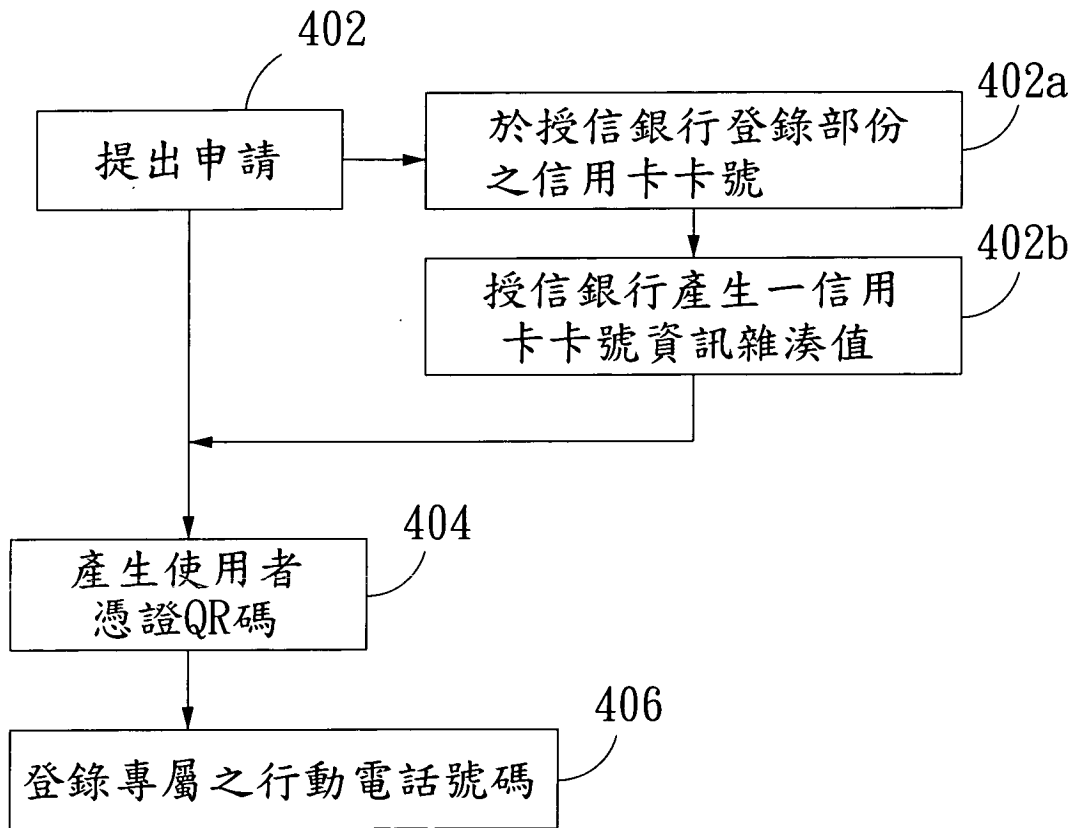 402
提出申請
402a
於授信銀行登錄部份
之信用卡卡號
402b
授信銀行產生一信用
卡卡號資訊雜湊值
404
產生使用者
憑證QR碼
406
登錄專屬之行動電話號碼